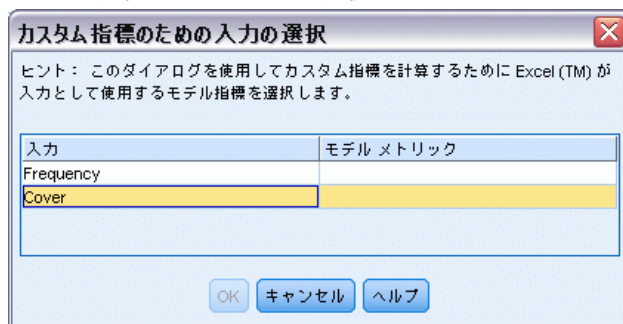 カスタム指標のための入力の選択
ヒント： このダイアログを使用してカスタム指標を計算するために Excel (TM) が
入力として使用するモデル指標を選択します。
入力 モデル メトリック
Frequency
Cover
OK キャンセル ヘルプ